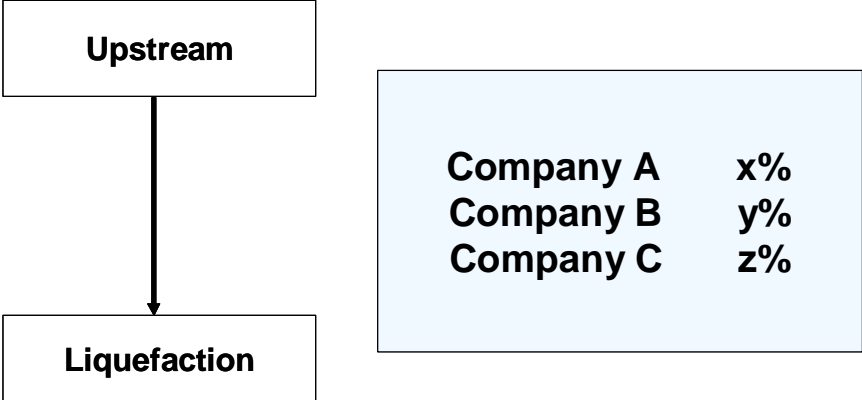 Upstream
Company A x%
Company B y%
Company C z%
Liquefaction